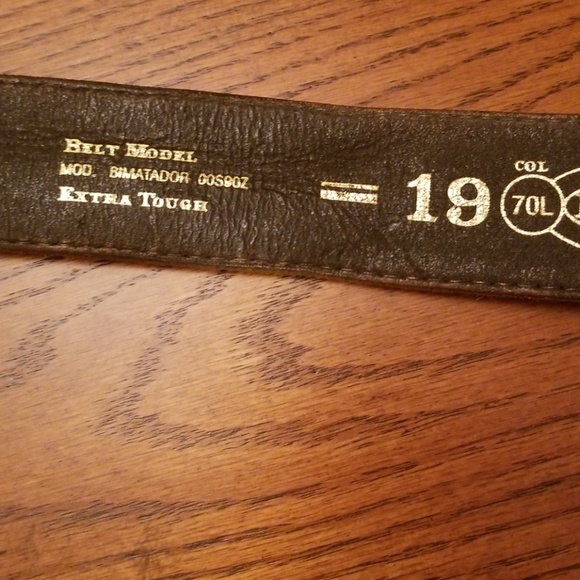 BELT MODEL
MOD. BIMATADOR 00S90Z
EXTRA TOUGH
19
COL
70L